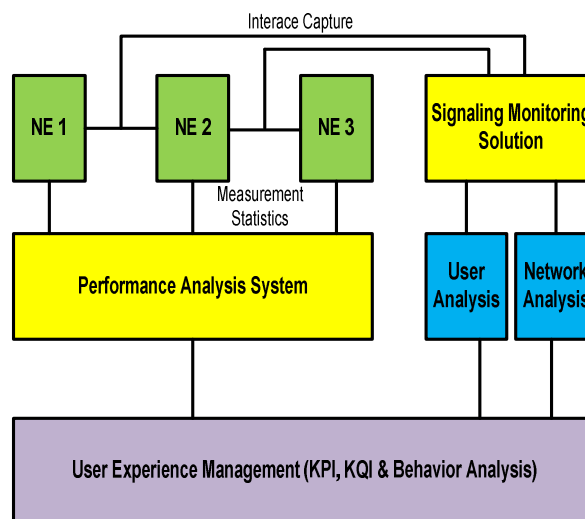 Interace Capture
NE 1
NE 2
NE 3
Signaling Monitoring
Solution
Measurement
Statistics
Performance Analysis System
User
Analysis
Network
Analysis
User Experience Management (KPI, KQI & Behavior Analysis)